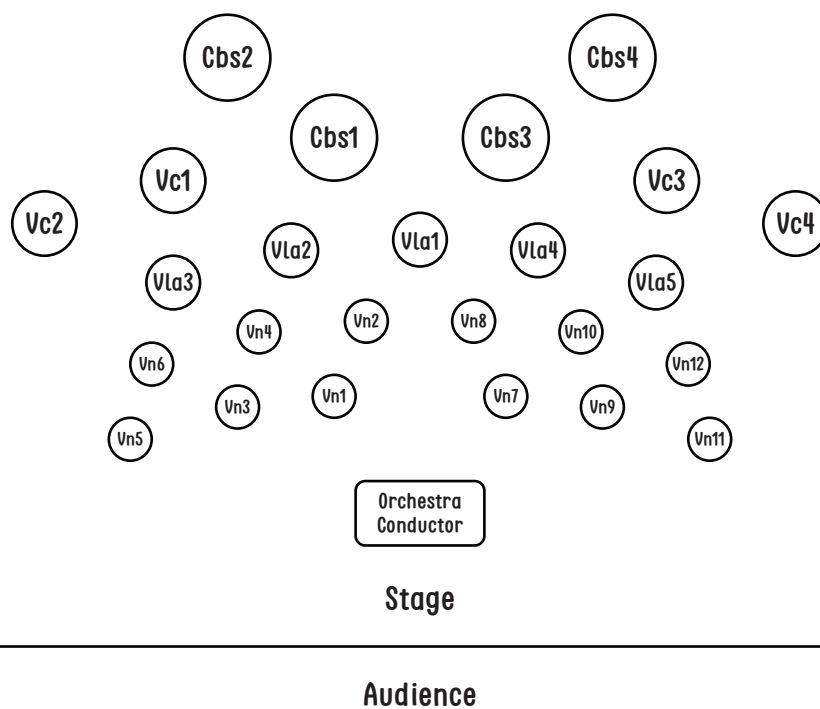 Cbs2 Cbs4
Cbs1 Cbs3
Vc1 Vc3
Vc2 Vc4
Vla2 Vla1 Vla4
Vla3 Vla5
Vn4 Vn2 Vn8 Vn10
Vn6 Vn12
Vn3 Vn1 Vn7 Vn9
Vn5 Vn11
Orchestra
Conductor
Stage
Audience